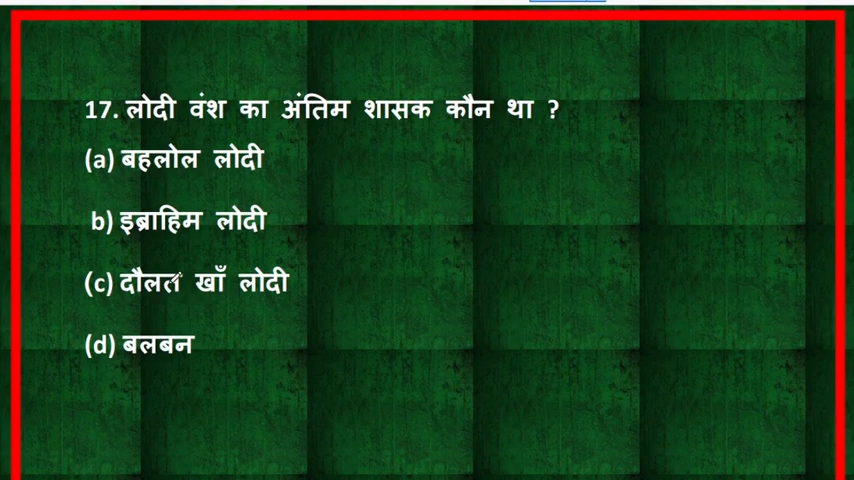 17. लोदी वंश का अंतिम शासक कौन था ?
(a) बहलोल लोदी
b) इब्राहिम लोदी
(c) दौलत खाँ लोदी
(d) बलबन